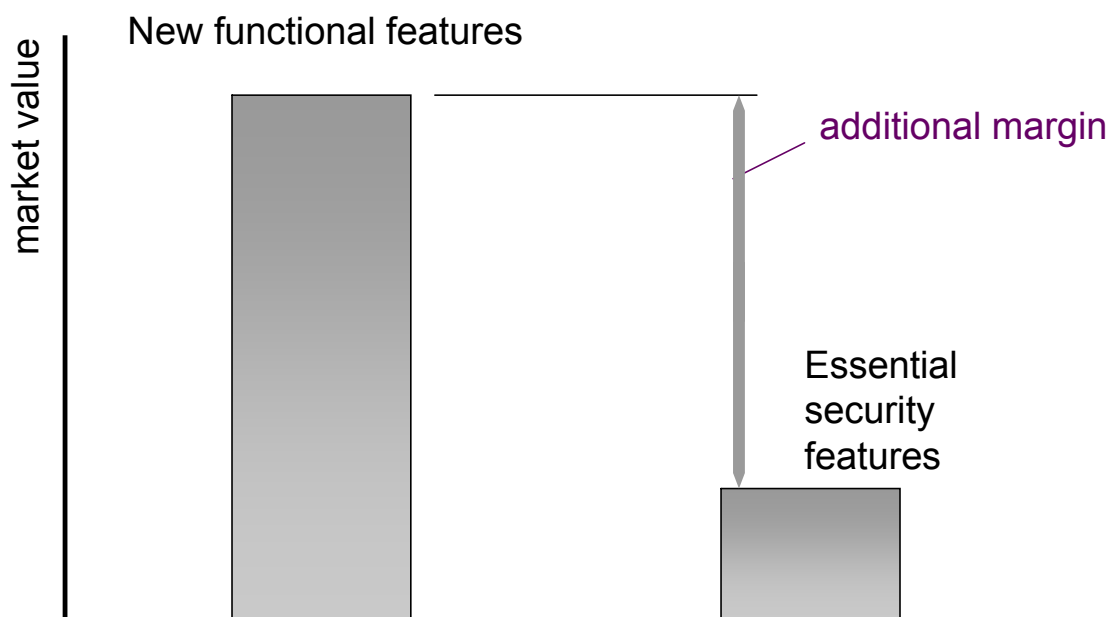 New functional features
market value
additional margin
Essential
security
features